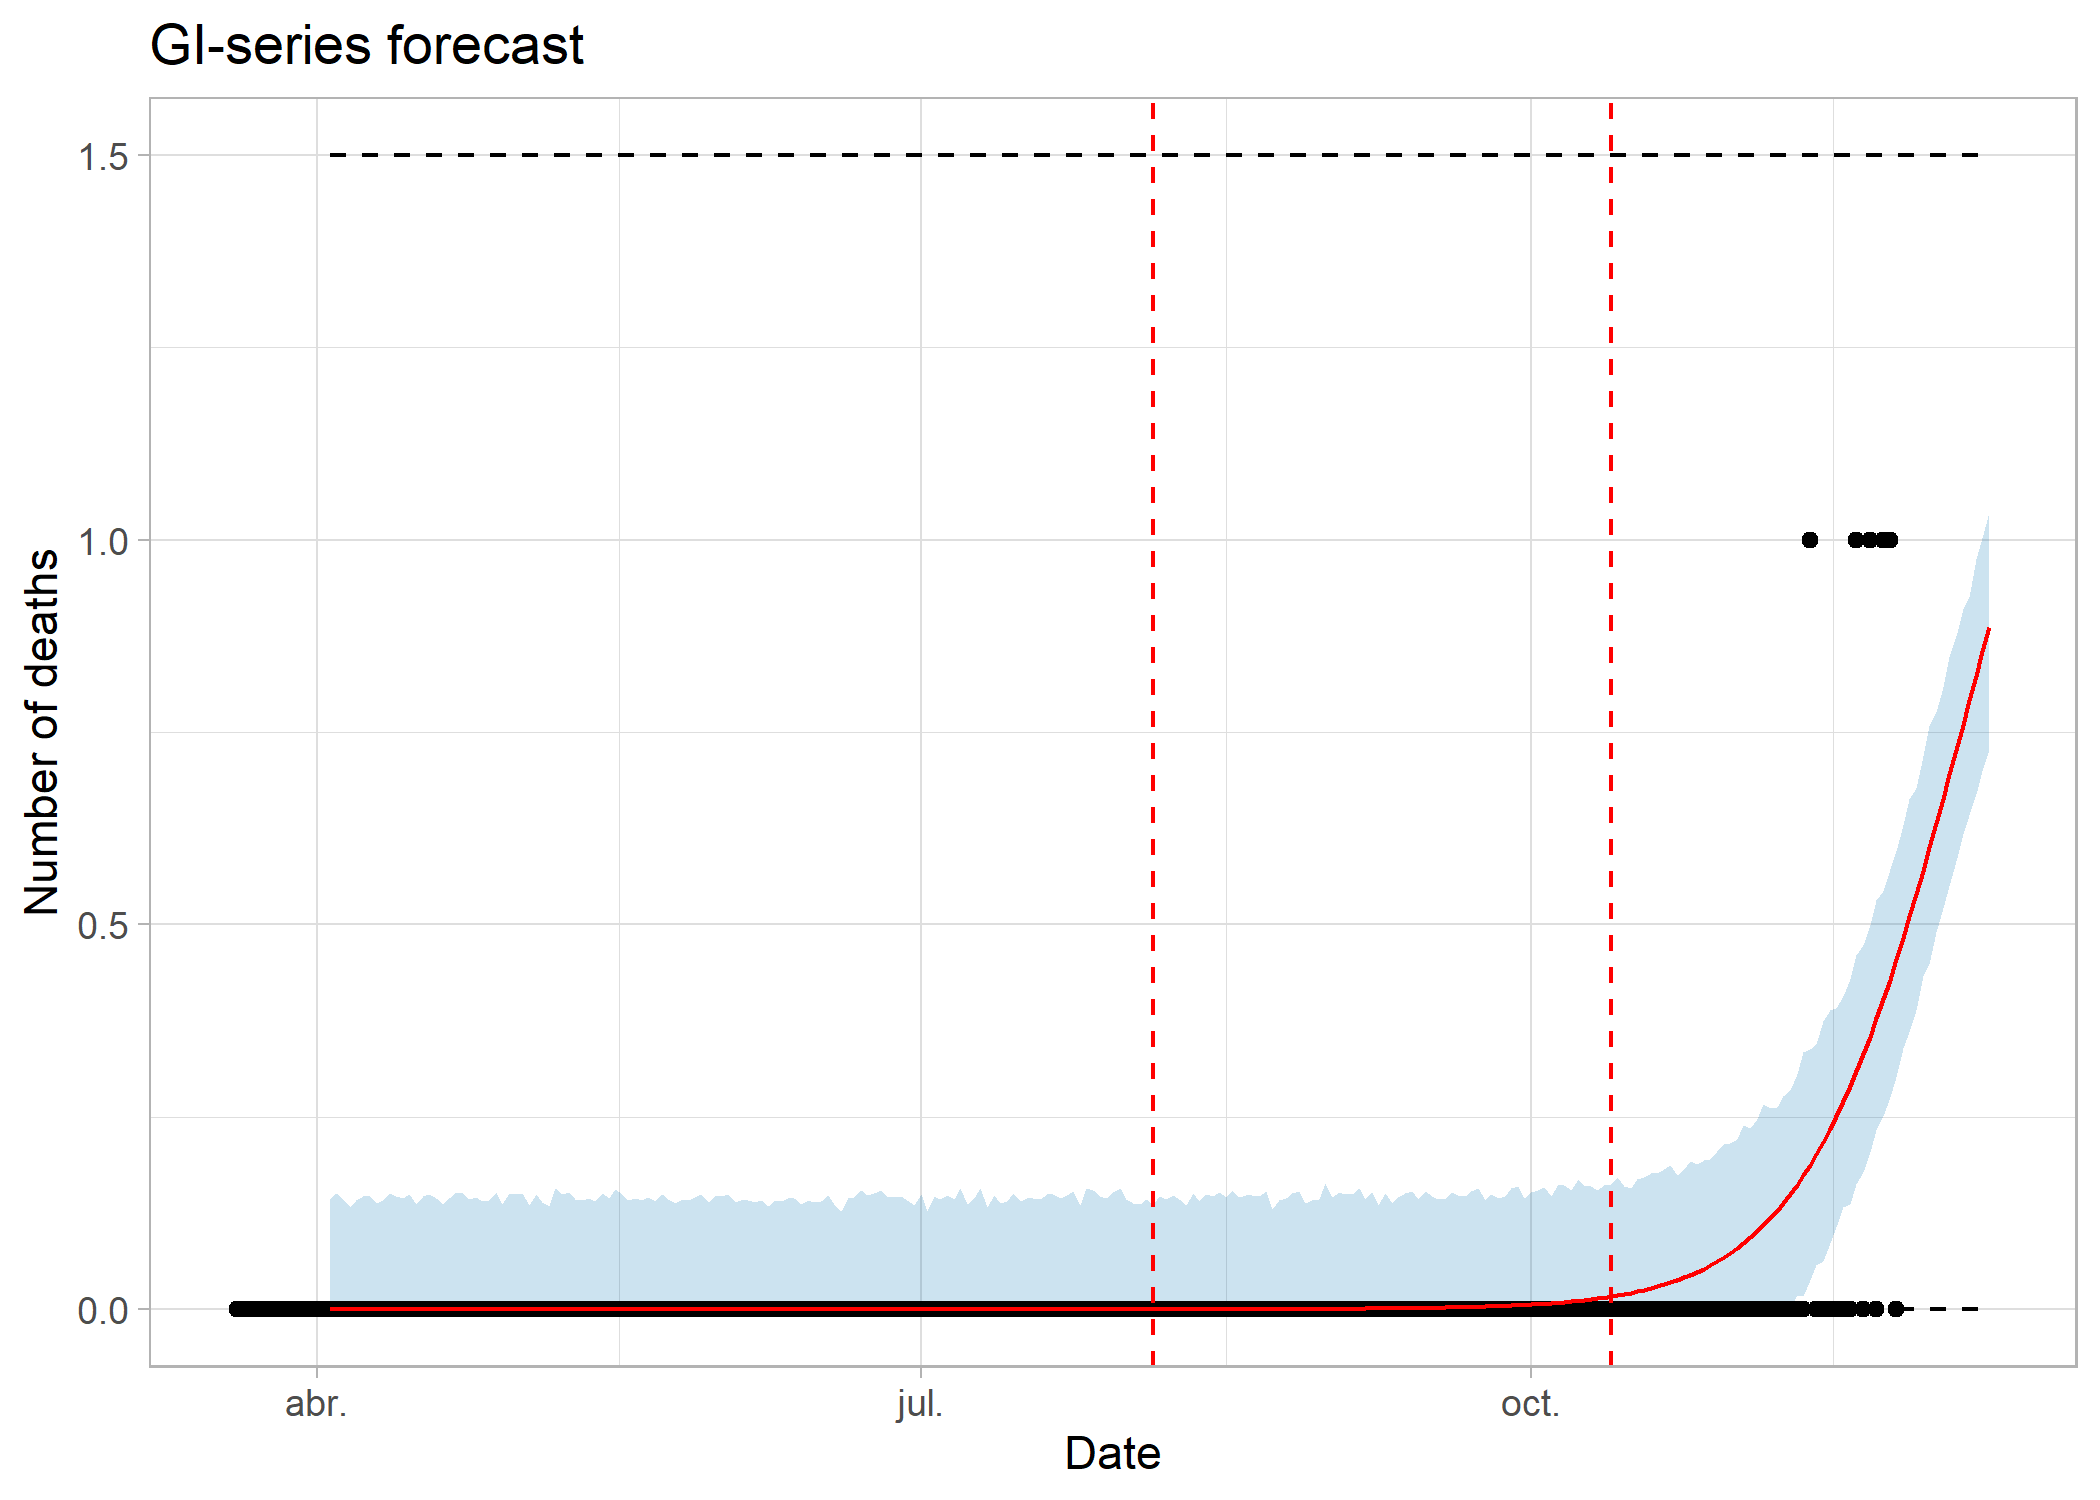 GI-series forecast
Number of deaths
1.5
1.0
0.5
0.0
abr.
jul.
oct.
Date